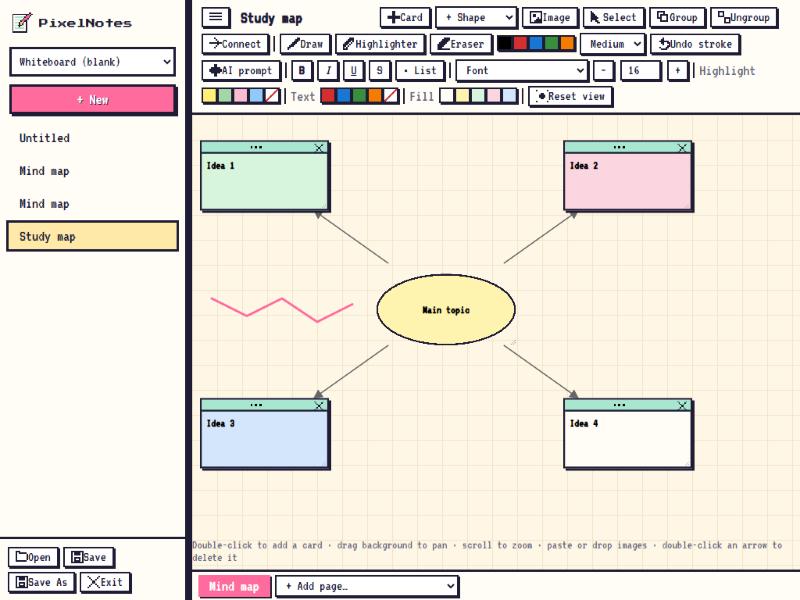 PixelNotes
Whiteboard (blank)
+ New
Untitled
Mind map
Mind map
Study map
Open Save
Save As Exit
Study map Card + Shape Image Select Group Ungroup
Connect Draw Highlighter Eraser Medium Undo stroke
AI prompt B I U S • List Font - 16 + Highlight
Text Fill Reset view
Idea 1
Idea 2
Main topic
Idea 3
Idea 4
Double-click to add a card · drag background to pan · scroll to zoom · paste or drop images · double-click an arrow to
delete it
Mind map + Add page…